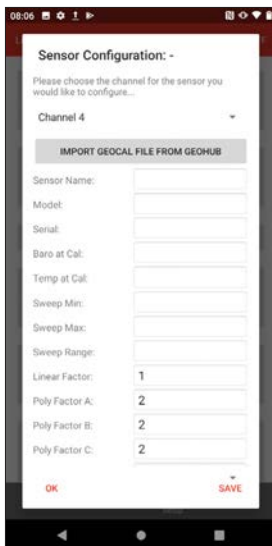 08:06
Sensor Configuration: -
Please choose the channel for the sensor you
would like to configure...
Channel 4
IMPORT GEOCAL FILE FROM GEOHUB
Sensor Name:
Model:
Serial:
Baro at Cal:
Temp at Cal:
Sweep Min:
Sweep Max:
Sweep Range:
Linear Factor: 1
Poly Factor A: 2
Poly Factor B: 2
Poly Factor C: 2
OK SAVE